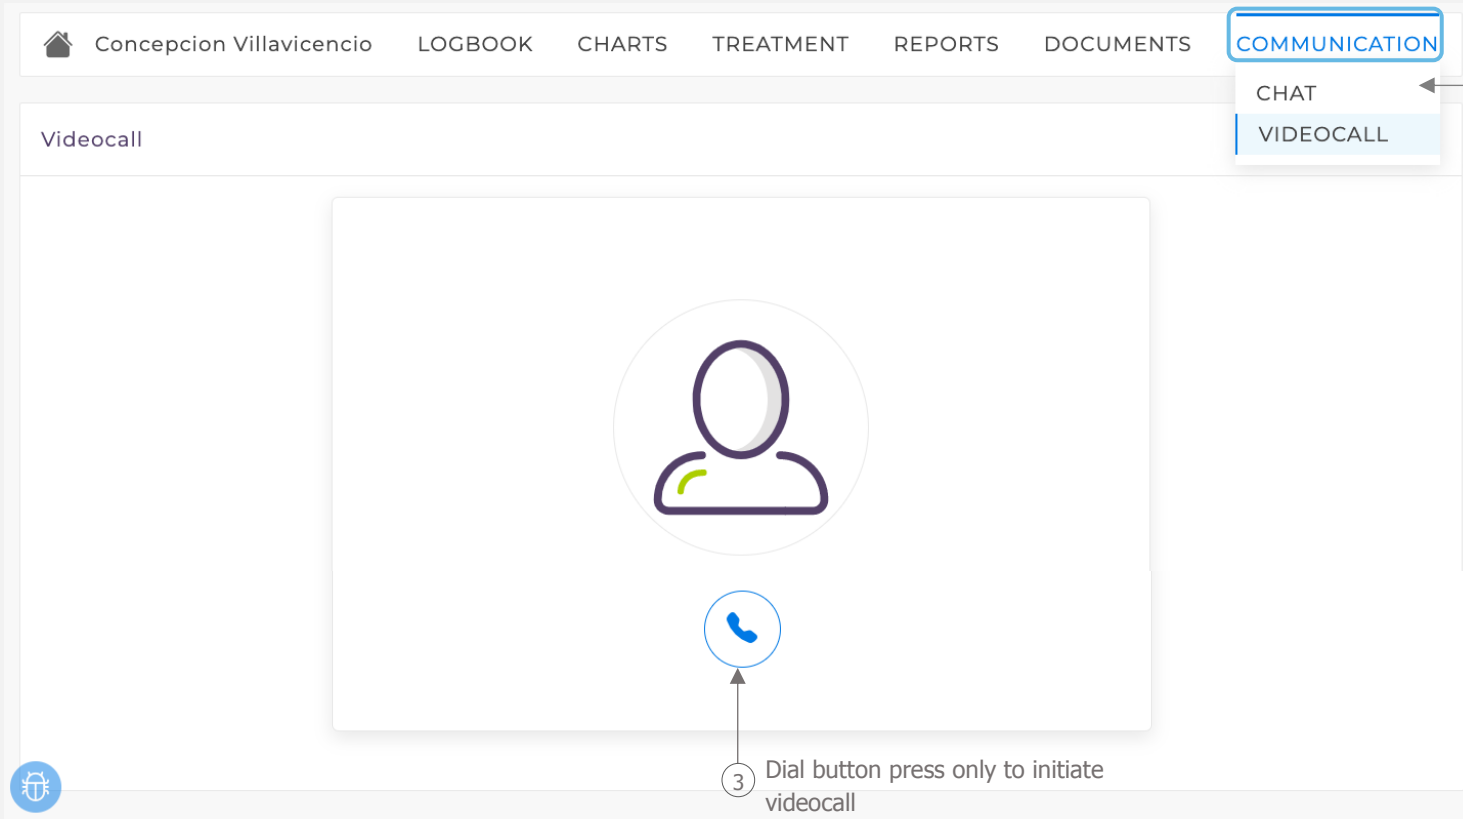 Concepcion Villavicencio LOGBOOK CHARTS TREATMENT REPORTS DOCUMENTS COMMUNICATION
CHAT
VIDEOCALL
Videocall
3 Dial button press only to initiate
videocall